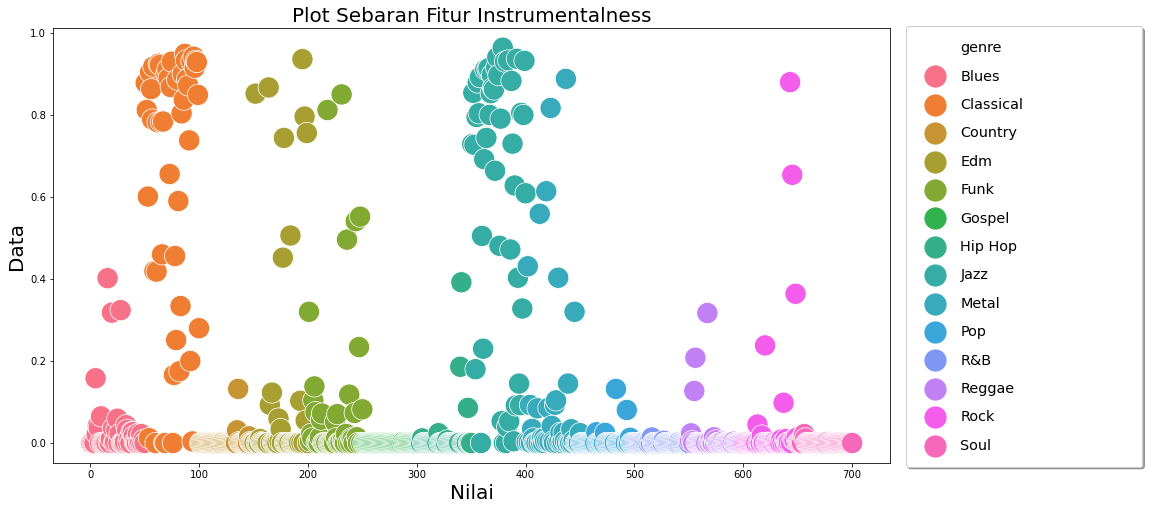 Plot Sebaran Fitur Instrumentalness
Data
1.0
0.8
0.6
0.4
0.2
0.0
0
100
200
300
400
500
600
700
Nilai
genre
Blues
Classical
Country
Edm
Funk
Gospel
Hip Hop
Jazz
Metal
Pop
R&B
Reggae
Rock
Soul